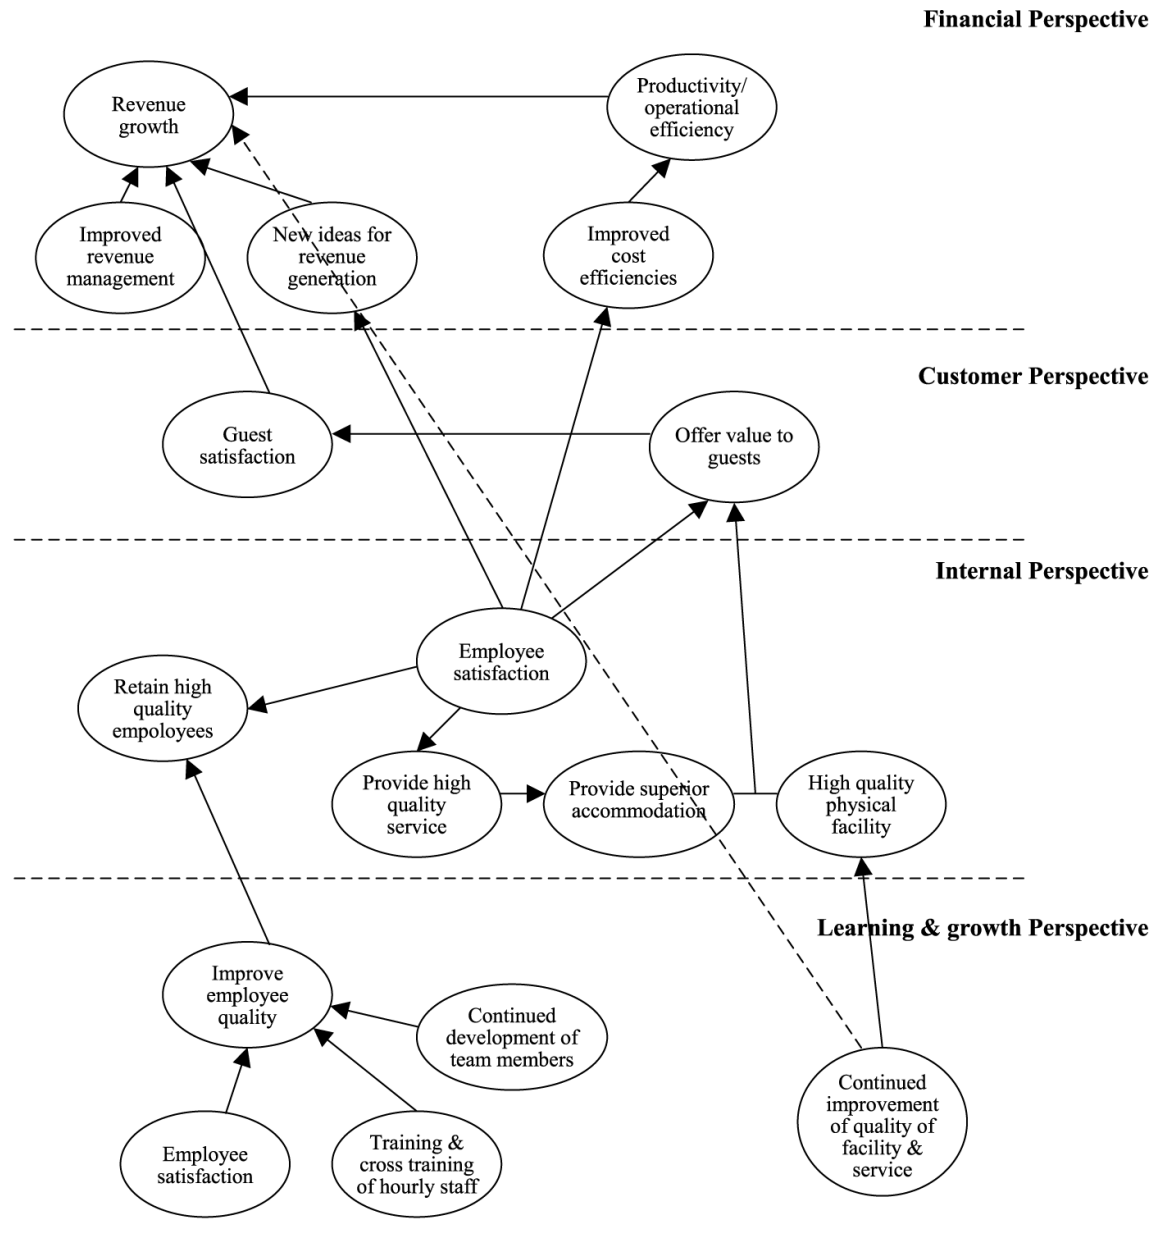 Financial Perspective
Revenue
growth
Productivity/
operational
efficiency
Improved
revenue
management
New ideas for
revenue
generation
Improved
cost
efficiencies
Customer Perspective
Guest
satisfaction
Offer value to
guests
Internal Perspective
Employee
satisfaction
Retain high
quality
empoloyees
Provide high
quality
service
Provide superior
accommodation
High quality
physical
facility
Learning & growth Perspective
Improve
employee
quality
Continued
development of
team members
Employee
satisfaction
Training &
cross training
of hourly staff
Continued
improvement
of quality of
facility &
service